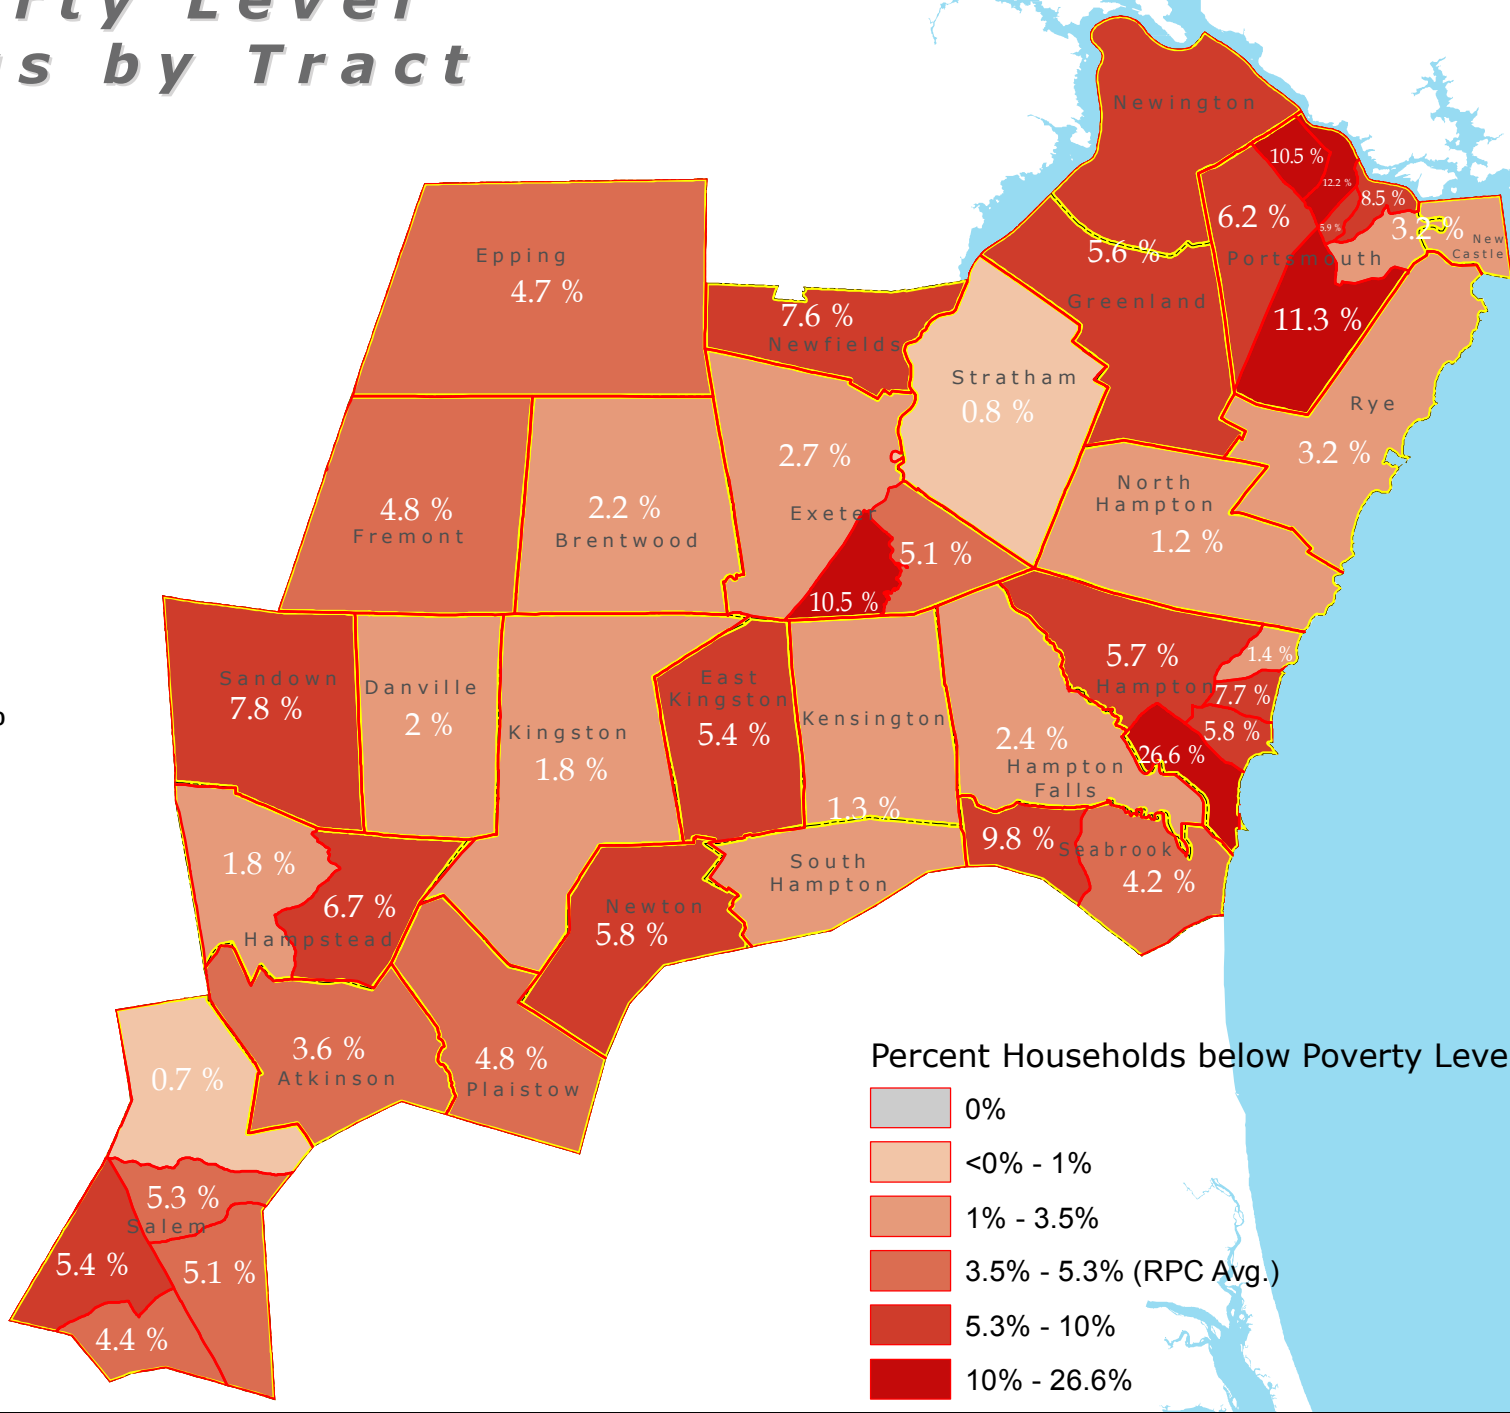 rty Level
s by Tract
Newington
10.5 %
12.2 %
8.5 %
6.2 %
5.9 %
3.2 %
New
Castle
5.6 %
Portsmouth
Epping
4.7 %
Greenland
7.6 %
Newfields
11.3 %
Stratham
0.8 %
Rye
3.2 %
2.7 %
Exeter
North
Hampton
1.2 %
4.8 %
Fremont
2.2 %
Brentwood
5.1 %
10.5 %
5.7 %
Hampton
1.4 %
7.7 %
5.8 %
26.6 %
Sandown
7.8 %
Danville
2 %
Kingston
1.8 %
East
Kingston
5.4 %
Kensington
1.3 %
2.4 %
Hampton
Falls
9.8 %
Seabrook
4.2 %
South
Hampton
1.8 %
6.7 %
Hampstead
Newton
5.8 %
3.6 %
Atkinson
4.8 %
Plaistow
0.7 %
5.3 %
Salem
5.4 %
5.1 %
4.4 %
Percent Households below Poverty Leve
0%
<0% - 1%
1% - 3.5%
3.5% - 5.3% (RPC Avg.)
5.3% - 10%
10% - 26.6%